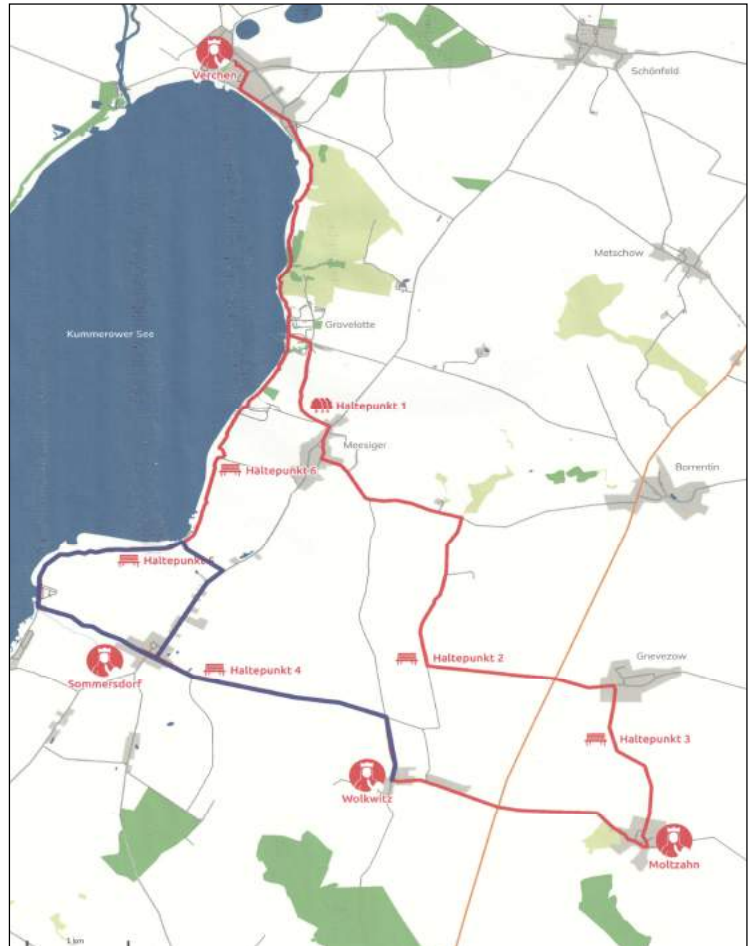 Verchen
Schönfeld
Metschow
Kummerower See
Gravelotte
Haltepunkt 1
Meesiger
Haltepunkt 6
Borrentin
Haltepunkt 5
Haltepunkt 2
Haltepunkt 4
Grievezow
Sommersdorf
Haltepunkt 3
Wolkwitz
Moltzahn
1 km